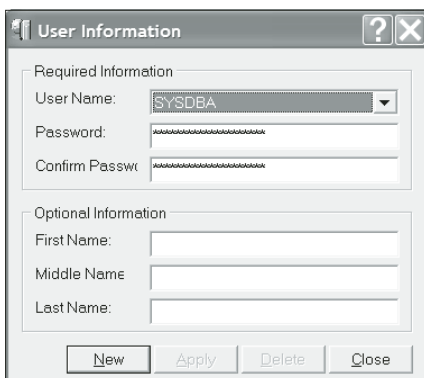 User Information
Required Information
User Name: SYSDBA
Password: *********************
Confirm Passw
Optional Information
First Name:
Middle Name
Last Name:
New Apply Delete Close